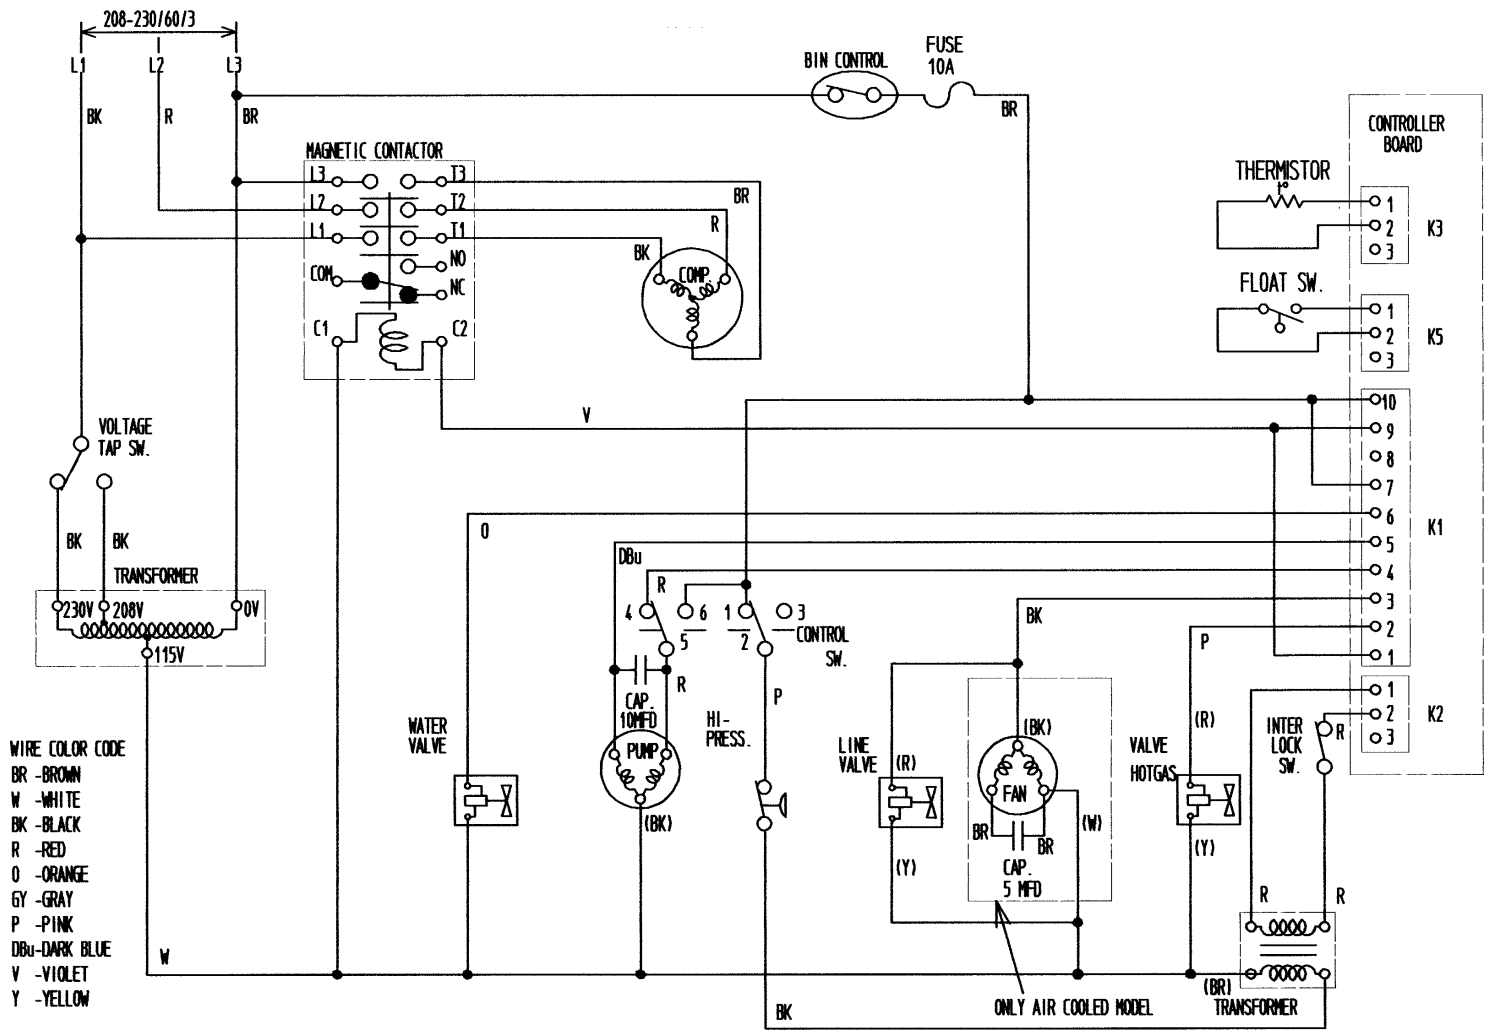 208-230/60/3
L1 L2 L3
BK R BR
BIN CONTROL
FUSE
10A
BR
CONTROLLER
BOARD
MAGNETIC CONTACTOR
L3 T3
L2 T2
L1 T1
COM NO
NC
C1 C2
BR
R
BK
COMP.
THERMISTOR
t°
1
2
3
K3
FLOAT SW.
1
2
3
K5
VOLTAGE
TAP SW.
V
10
9
8
7
6
5
4
3
2
1
K1
BK BK
TRANSFORMER
230V 208V 0V
115V
O
DBu
R
4 6 1 3
5 2
CONTROL
SW.
R
P
CAP.
10MFD
PUMP
(BK)
HI-
PRESS.
WATER
VALVE
BK
LINE
VALVE
(R)
(Y)
(BK)
FAN
BR BR
(W)
CAP.
5 MFD
P
(R)
VALVE
HOTGAS
(Y)
INTER
LOCK
SW.
R
1
2
3
K2
R R
(BR)
TRANSFORMER
ONLY AIR COOLED MODEL
BK
W
WIRE COLOR CODE
BR -BROWN
W -WHITE
BK -BLACK
R -RED
O -ORANGE
GY -GRAY
P -PINK
DBu-DARK BLUE
V -VIOLET
Y -YELLOW